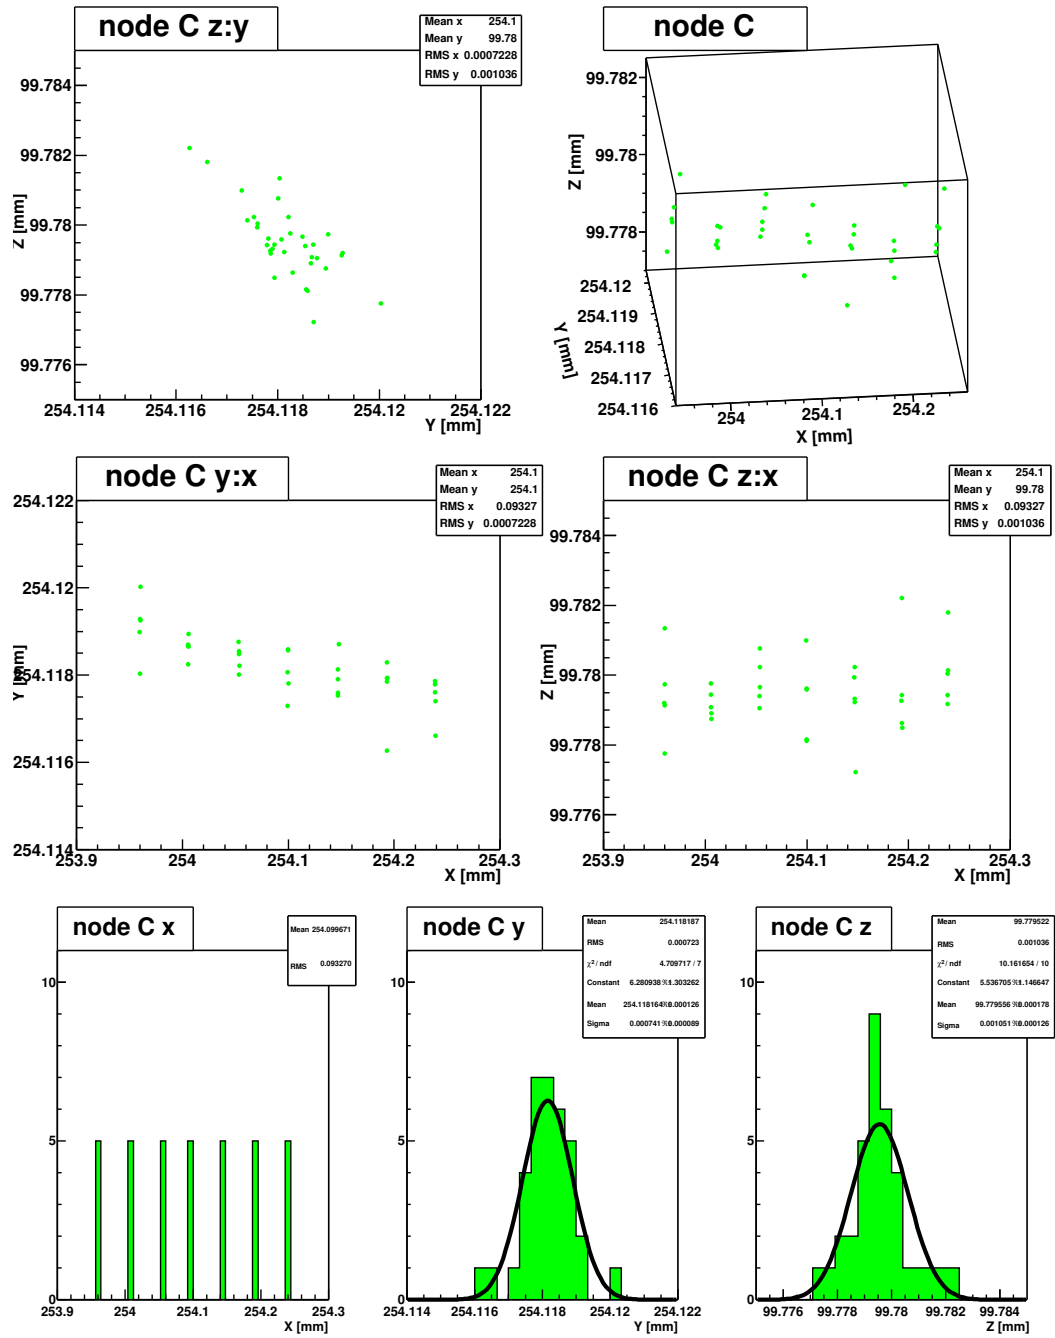 node C z:y
Mean x 254.1
Mean y 99.78
RMS x 0.0007228
RMS y 0.001036
99.784
99.782
99.78
99.778
99.776
Z [mm]
254.114 254.116 254.118 254.12 254.122
Y [mm]
node C
99.782
99.78
99.778
Z [mm]
254.12
254.119
254.118
254.117
254.116
Y [mm]
254 254.1 254.2
X [mm]
node C y:x
Mean x 254.1
Mean y 254.1
RMS x 0.09327
RMS y 0.0007228
254.122
254.12
254.118
254.116
254.114
Y [mm]
253.9 254 254.1 254.2 254.3
X [mm]
node C z:x
Mean x 254.1
Mean y 99.78
RMS x 0.09327
RMS y 0.001036
99.784
99.782
99.78
99.778
99.776
Z [mm]
253.9 254 254.1 254.2 254.3
X [mm]
node C x
Mean 254.099671
RMS 0.093270
10
5
0
253.9 254 254.1 254.2 254.3
X [mm]
node C y
Mean 254.118187
RMS 0.000723
χ² / ndf 4.709717 / 7
Constant 6.280938 % 1.303262
Mean 254.118164 % 0.000126
Sigma 0.000741 % 0.000089
10
5
0
254.114 254.116 254.118 254.12 254.122
Y [mm]
node C z
Mean 99.779522
RMS 0.001036
χ² / ndf 10.161654 / 10
Constant 5.536705 % 1.146647
Mean 99.779556 % 0.000178
Sigma 0.001051 % 0.000126
10
5
0
99.776 99.778 99.78 99.782 99.784
Z [mm]